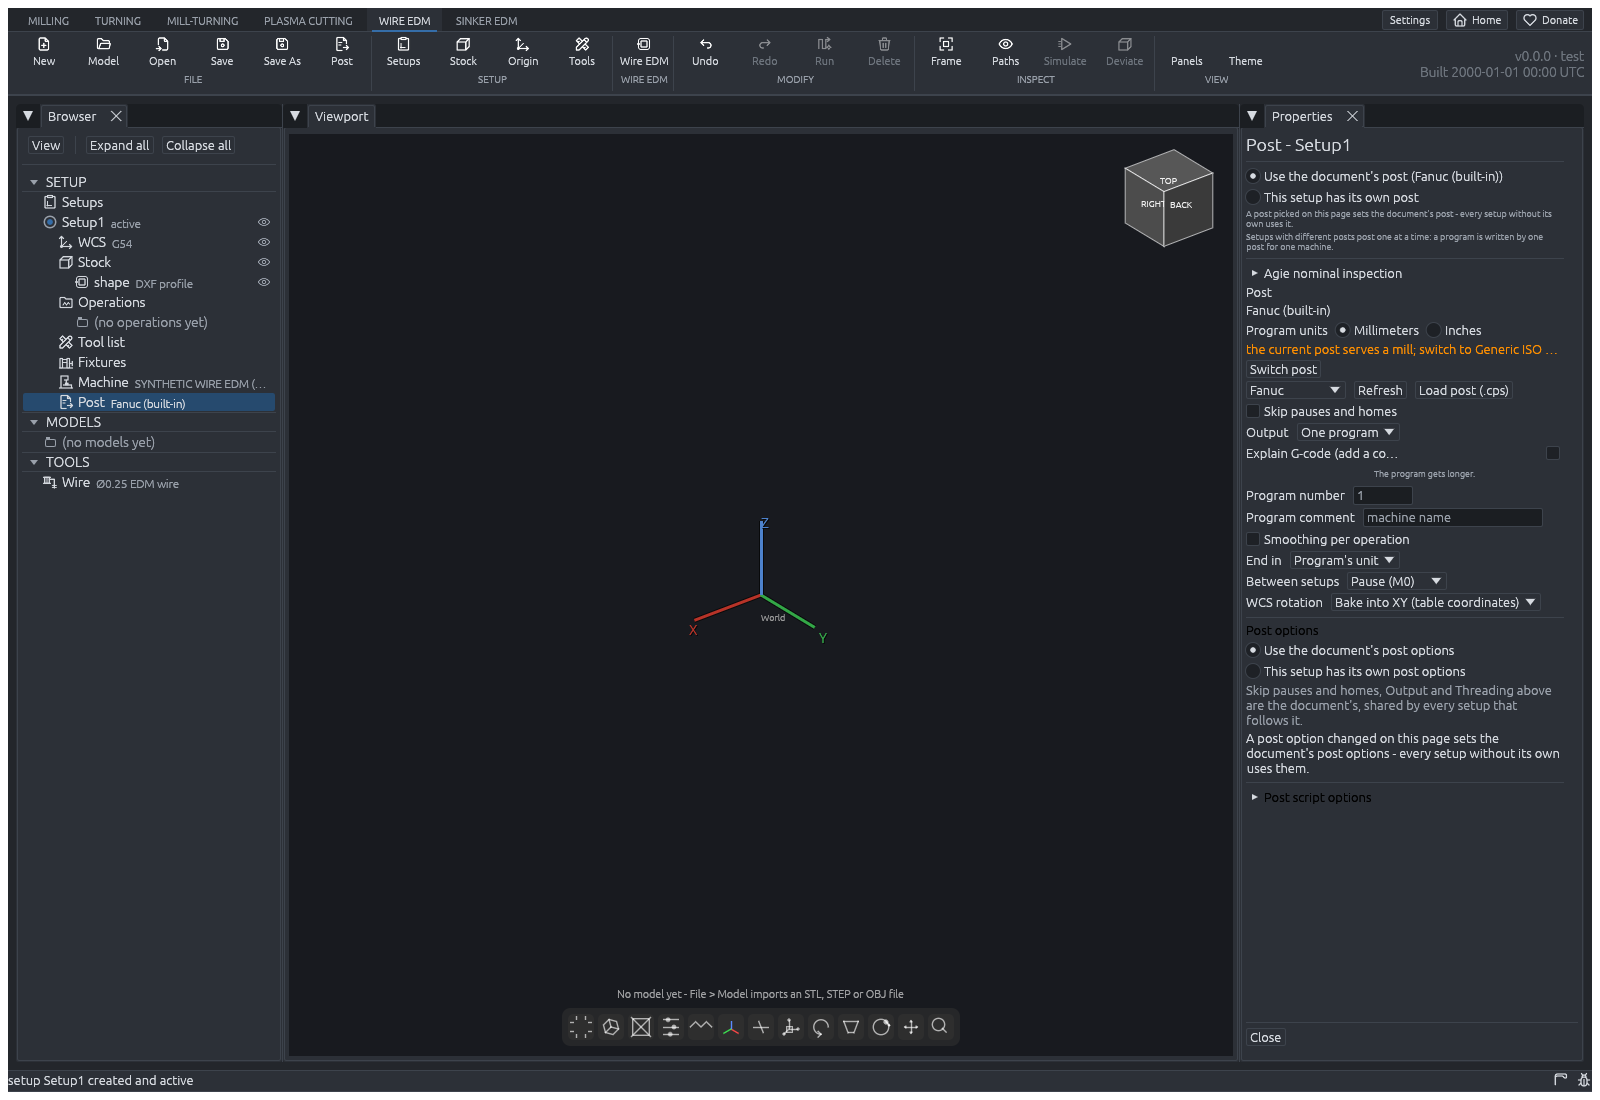 MILLING TURNING MILL-TURNING PLASMA CUTTING WIRE EDM SINKER EDM Settings Home Donate
New Model Open Save Save As Post Setups Stock Origin Tools Wire EDM Undo Redo Run Delete Frame Paths Simulate Deviate Panels Theme
FILE SETUP WIRE EDM MODIFY INSPECT VIEW
v0.0.0 · test
Built 2000-01-01 00:00 UTC
Browser
View Expand all Collapse all
SETUP
Setups
Setup1 active
WCS G54
Stock
shape DXF profile
Operations
(no operations yet)
Tool list
Fixtures
Machine SYNTHETIC WIRE EDM (...
Post Fanuc (built-in)
MODELS
(no models yet)
TOOLS
Wire Ø0.25 EDM wire
Viewport
TOP
RIGHT BACK
Z
World
X
Y
No model yet - File > Model imports an STL, STEP or OBJ file
Properties
Post - Setup1
Use the document's post (Fanuc (built-in))
This setup has its own post
A post picked on this page sets the document's post - every setup without its
own uses it.
Setups with different posts post one at a time: a program is written by one
post for one machine.
Agie nominal inspection
Post
Fanuc (built-in)
Program units Millimeters Inches
the current post serves a mill; switch to Generic ISO ...
Switch post
Fanuc Refresh Load post (.cps)
Skip pauses and homes
Output One program
Explain G-code (add a co...
The program gets longer.
Program number 1
Program comment machine name
Smoothing per operation
End in Program's unit
Between setups Pause (M0)
WCS rotation Bake into XY (table coordinates)
Post options
Use the document's post options
This setup has its own post options
Skip pauses and homes, Output and Threading above
are the document's, shared by every setup that
follows it.
A post option changed on this page sets the
document's post options - every setup without its own
uses them.
Post script options
Close
setup Setup1 created and active